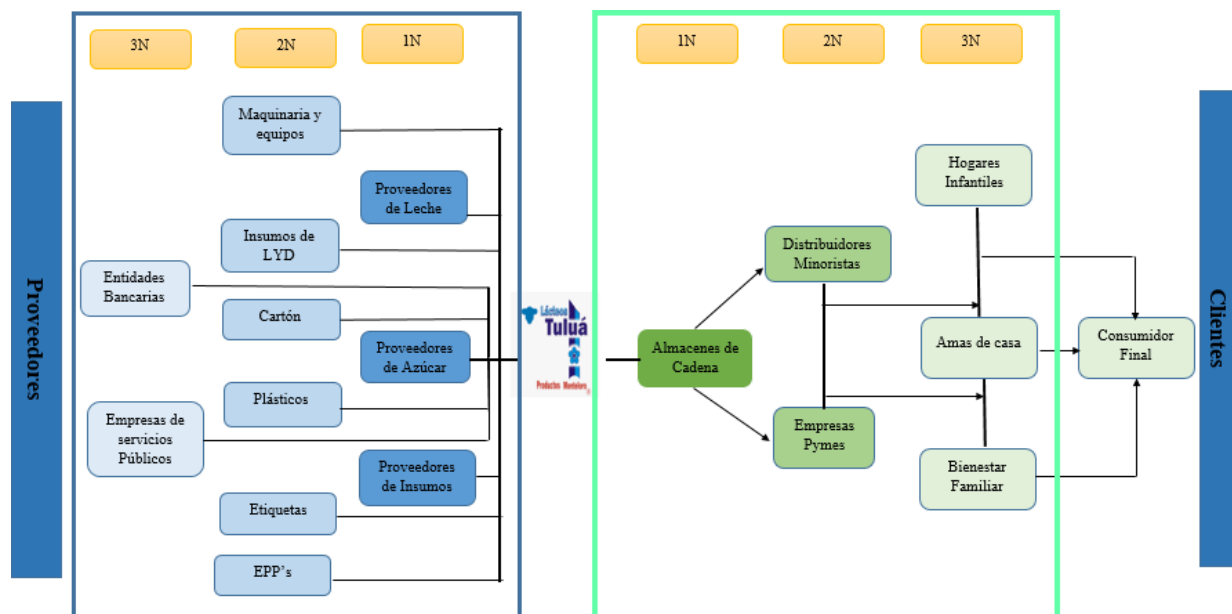 Proveedores
3N
2N
1N
Maquinaria y
equipos
Proveedores
de Leche
Insumos de
LYD
Entidades
Bancarias
Cartón
Proveedores
de Azúcar
Plásticos
Empresas de
servicios
Públicos
Proveedores
de Insumos
Etiquetas
EPP’s
Lácteos
Tuluá
Productos Montelora
1N
2N
3N
Hogares
Infantiles
Distribuidores
Minoristas
Almacenes de
Cadena
Amas de casa
Consumidor
Final
Empresas
Pymes
Bienestar
Familiar
Clientes